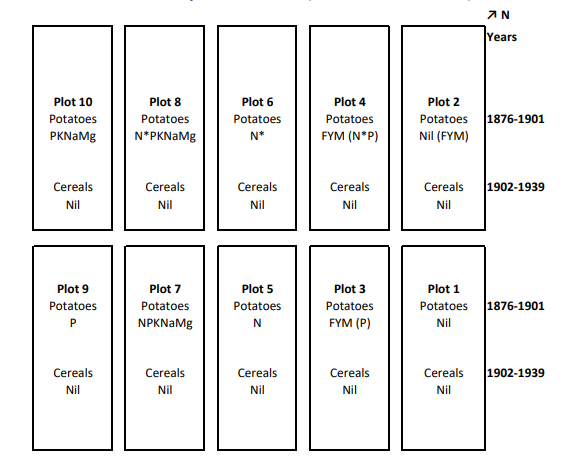 ↗ N
Years
Plot 10 Plot 8 Plot 6 Plot 4 Plot 2
Potatoes Potatoes Potatoes Potatoes Potatoes 1876-1901
PKNaMg N*PKNaMg N* FYM (N*P) Nil (FYM)
Cereals Cereals Cereals Cereals Cereals 1902-1939
Nil Nil Nil Nil Nil
Plot 9 Plot 7 Plot 5 Plot 3 Plot 1
Potatoes Potatoes Potatoes Potatoes Potatoes 1876-1901
P NPKNaMg N FYM (P) Nil
Cereals Cereals Cereals Cereals Cereals 1902-1939
Nil Nil Nil Nil Nil